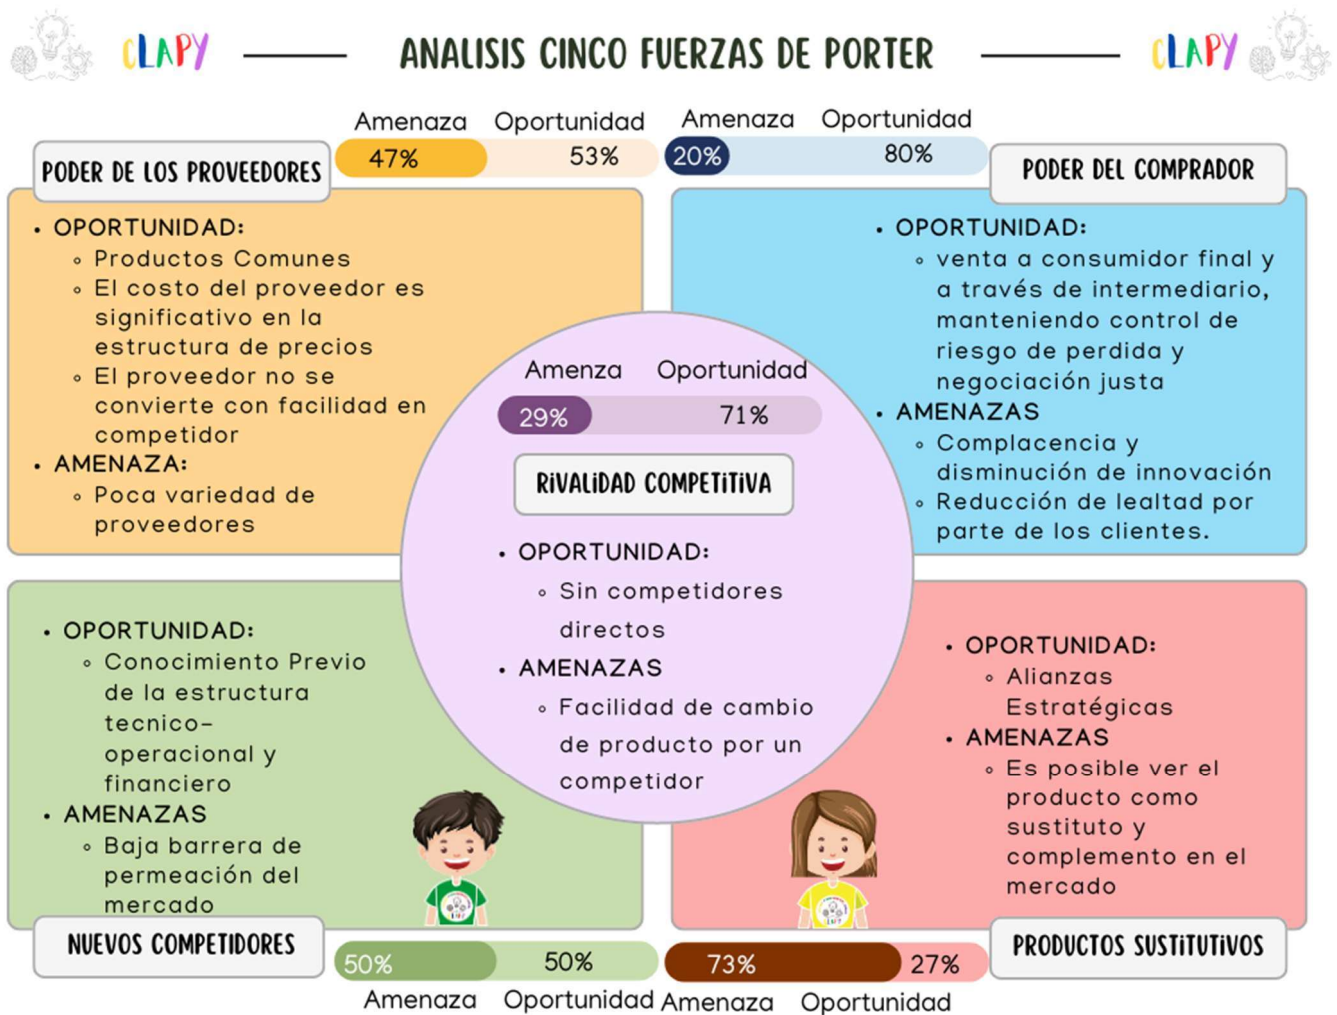 CLAPY
ANALISIS CINCO FUERZAS DE PORTER
CLAPY
Amenaza
Oportunidad
47%
53%
PODER DE LOS PROVEEDORES
• OPORTUNIDAD:
◦ Productos Comunes
◦ El costo del proveedor es
significativo en la
estructura de precios
◦ El proveedor no se
convierte con facilidad en
competidor
• AMENAZA:
◦ Poca variedad de
proveedores
Amenaza
Oportunidad
20%
80%
PODER DEL COMPRADOR
• OPORTUNIDAD:
◦ venta a consumidor final y
a través de intermediario,
manteniendo control de
riesgo de perdida y
negociación justa
• AMENAZAS
◦ Complacencia y
disminución de innovación
◦ Reducción de lealtad por
parte de los clientes.
Amenza
Oportunidad
29%
71%
RIVALIDAD COMPETITIVA
• OPORTUNIDAD:
◦ Sin competidores
directos
• AMENAZAS
◦ Facilidad de cambio
de producto por un
competidor
• OPORTUNIDAD:
◦ Conocimiento Previo
de la estructura
tecnico-
operacional y
financiero
• AMENAZAS
◦ Baja barrera de
permeación del
mercado
NUEVOS COMPETIDORES
50%
50%
Amenaza
Oportunidad
• OPORTUNIDAD:
◦ Alianzas
Estratégicas
• AMENAZAS
◦ Es posible ver el
producto como
sustituto y
complemento en el
mercado
PRODUCTOS SUSTITUTIVOS
73%
27%
Amenaza
Oportunidad